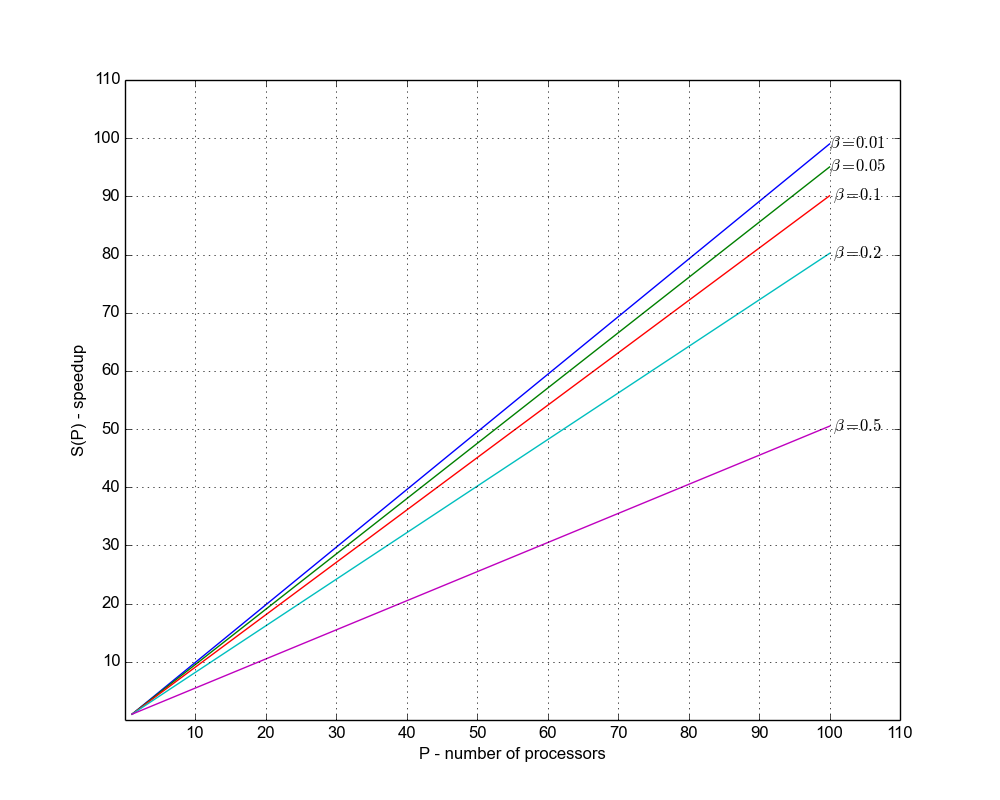 110
100
90
80
70
60
50
40
30
20
10
S(P) - speedup
β=0.01
β=0.05
β=0.1
β=0.2
β=0.5
10 20 30 40 50 60 70 80 90 100 110
P - number of processors